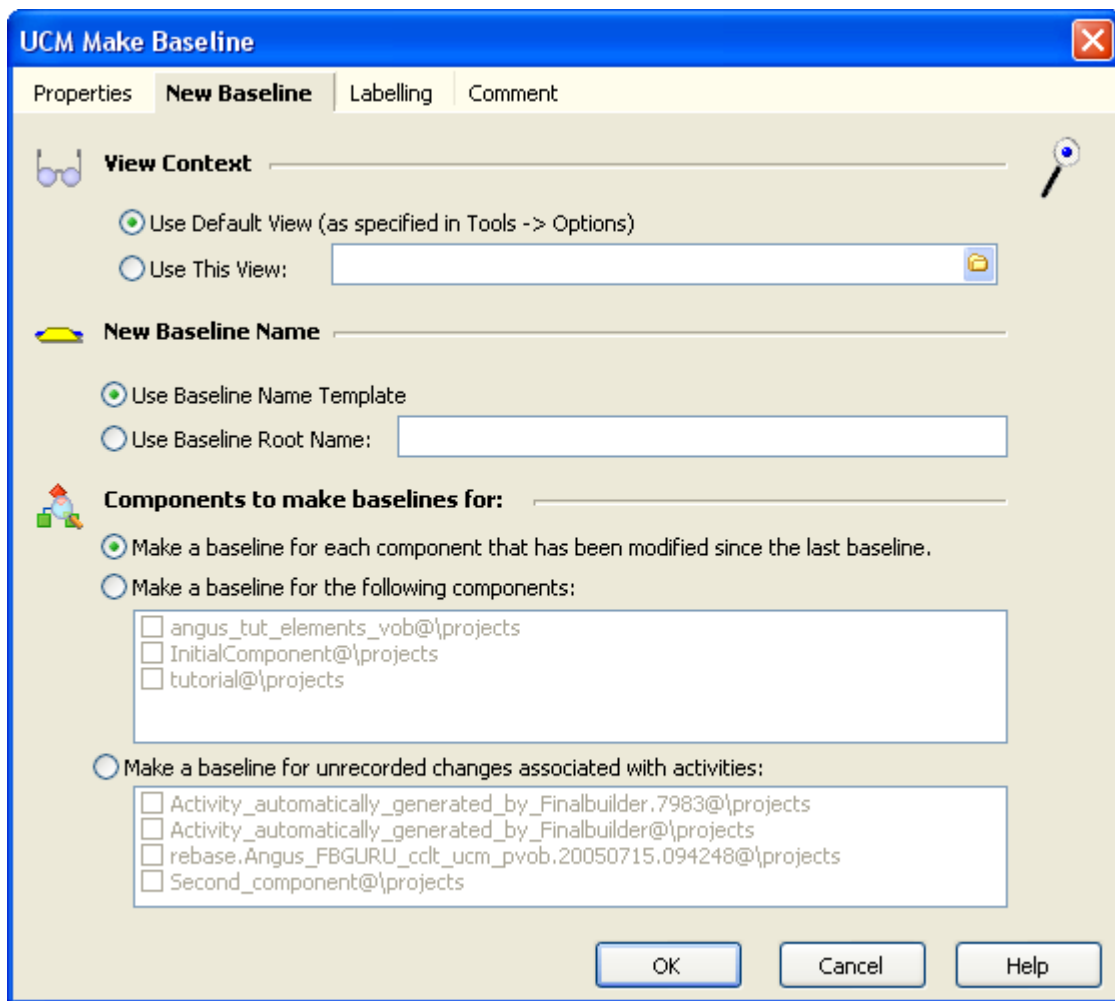 UCM Make Baseline
Properties New Baseline Labelling Comment
View Context
Use Default View (as specified in Tools -> Options)
Use This View:
New Baseline Name
Use Baseline Name Template
Use Baseline Root Name:
Components to make baselines for:
Make a baseline for each component that has been modified since the last baseline.
Make a baseline for the following components:
angus_tut_elements_vob@\projects
InitialComponent@\projects
tutorial@\projects
Make a baseline for unrecorded changes associated with activities:
Activity_automatically_generated_by_Finalbuilder.7983@\projects
Activity_automatically_generated_by_Finalbuilder@\projects
rebase.Angus_FBGURU_cclt_ucm_pvob.20050715.094248@\projects
Second_component@\projects
OK Cancel Help